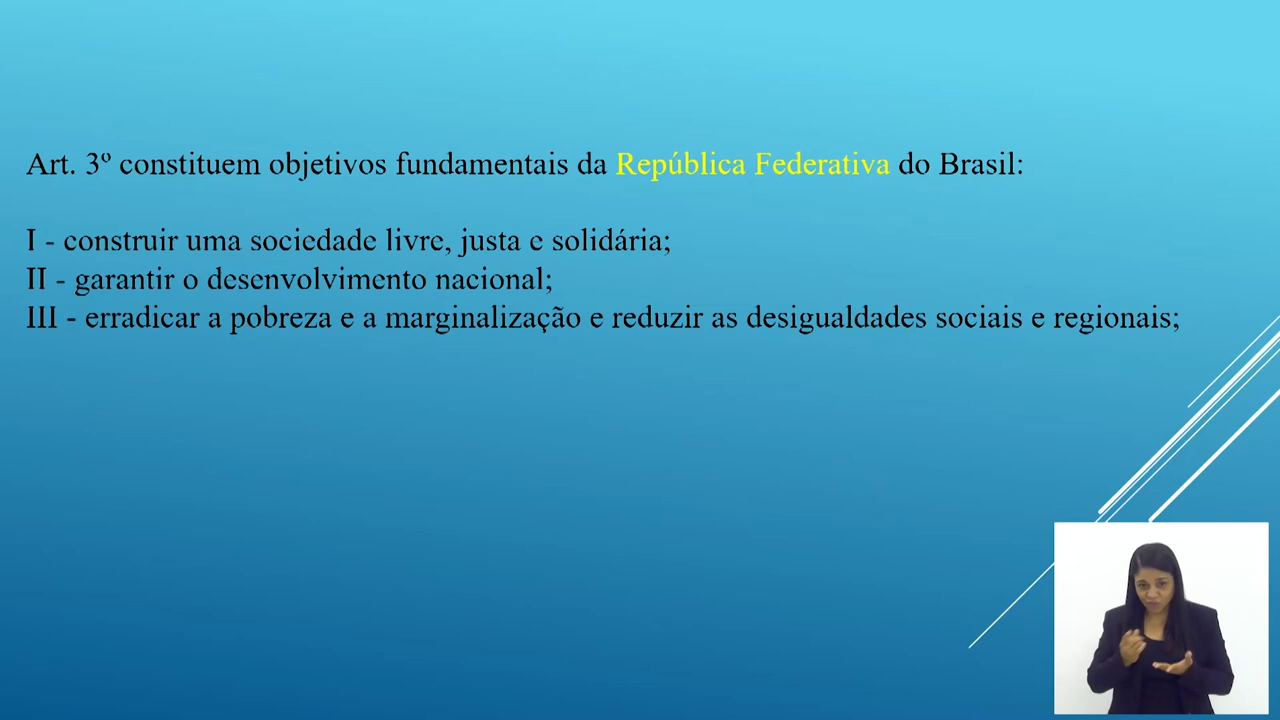 Art. 3º constituem objetivos fundamentais da República Federativa do Brasil:
I - construir uma sociedade livre, justa e solidária;
II - garantir o desenvolvimento nacional;
III - erradicar a pobreza e a marginalização e reduzir as desigualdades sociais e regionais;